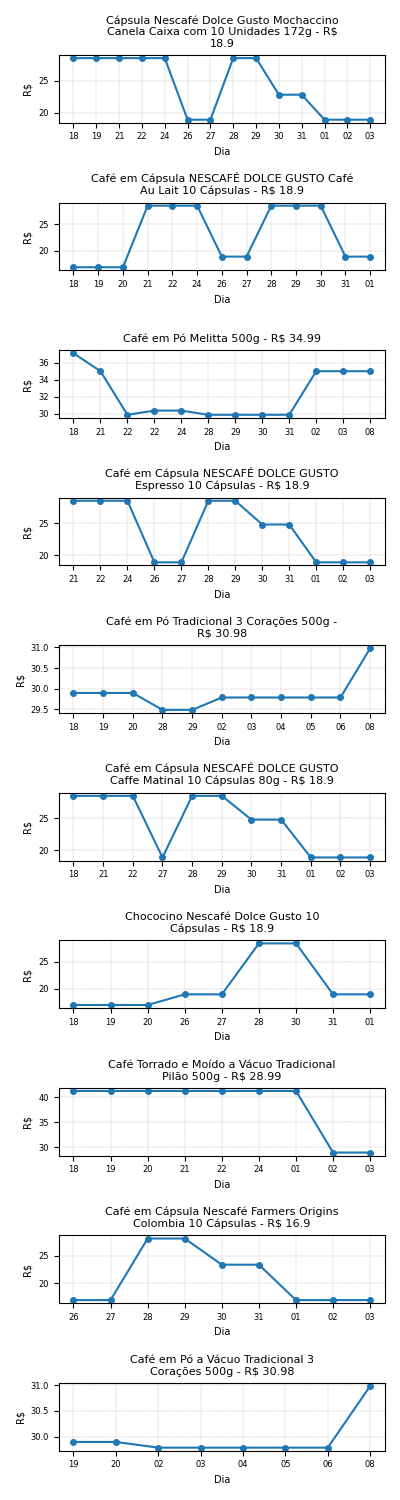 Cápsula Nescafé Dolce Gusto Mochaccino
Canela Caixa com 10 Unidades 172g - R$
18.9
R$
25
20
18 19 21 22 24 26 27 28 29 30 31 01 02 03
Dia
Café em Cápsula NESCAFÉ DOLCE GUSTO Café
Au Lait 10 Cápsulas - R$ 18.9
R$
25
20
18 19 20 21 22 24 26 27 28 29 30 31 01
Dia
Café em Pó Melitta 500g - R$ 34.99
R$
36
34
32
30
18 21 22 22 24 28 29 30 31 02 03 08
Dia
Café em Cápsula NESCAFÉ DOLCE GUSTO
Espresso 10 Cápsulas - R$ 18.9
R$
25
20
21 22 24 26 27 28 29 30 31 01 02 03
Dia
Café em Pó Tradicional 3 Corações 500g -
R$ 30.98
R$
31.0
30.5
30.0
29.5
18 19 20 28 29 02 03 04 05 06 08
Dia
Café em Cápsula NESCAFÉ DOLCE GUSTO
Caffe Matinal 10 Cápsulas 80g - R$ 18.9
R$
25
20
18 21 22 27 28 29 30 31 01 02 03
Dia
Chococino Nescafé Dolce Gusto 10
Cápsulas - R$ 18.9
R$
25
20
18 19 20 26 27 28 30 31 01
Dia
Café Torrado e Moído a Vácuo Tradicional
Pilão 500g - R$ 28.99
R$
40
35
30
18 19 20 21 22 24 01 02 03
Dia
Café em Cápsula Nescafé Farmers Origins
Colombia 10 Cápsulas - R$ 16.9
R$
25
20
26 27 28 29 30 31 01 02 03
Dia
Café em Pó a Vácuo Tradicional 3
Corações 500g - R$ 30.98
R$
31.0
30.5
30.0
19 20 02 03 04 05 06 08
Dia